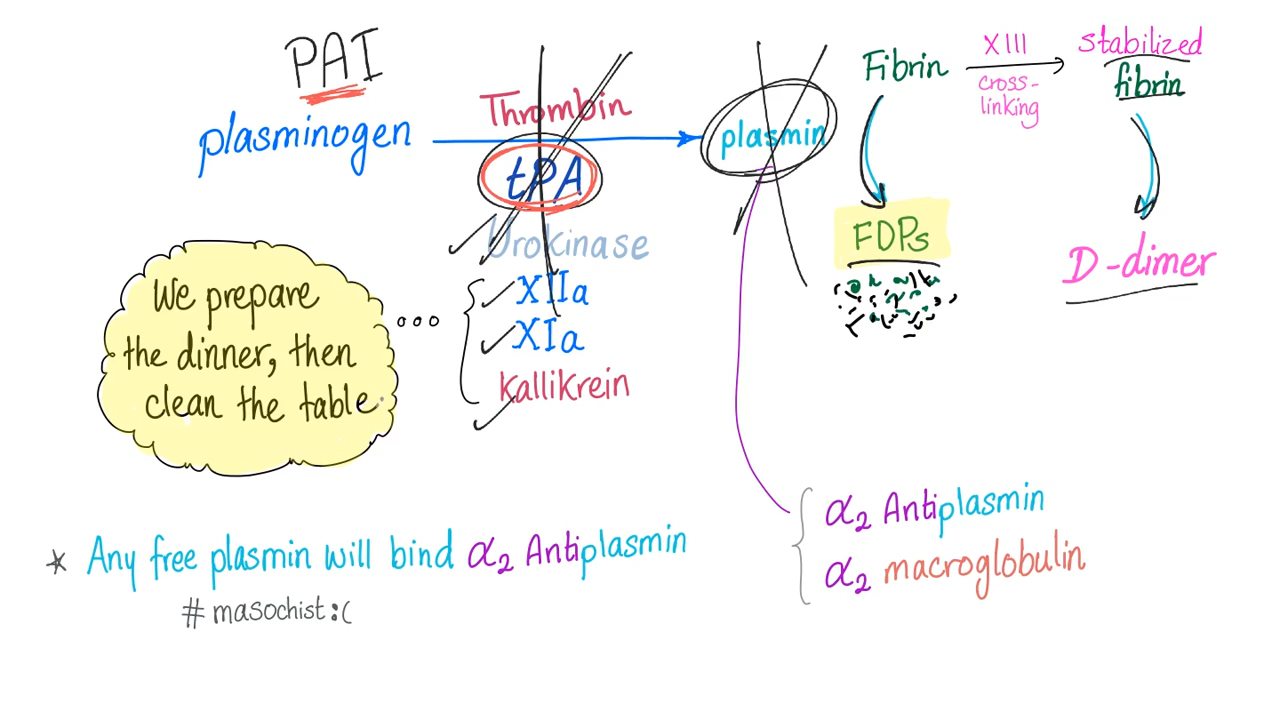 PAI
plasminogen
Thrombin
tPA
Urokinase
XIIa
XIa
Kallikrein
plasmin
Fibrin
XIII
cross-
linking
stabilized
fibrin
FDPs
D-dimer
We prepare
the dinner, then
clean the table
...
α2 Antiplasmin
α2 macroglobulin
* Any free plasmin will bind α2 Antiplasmin
# masochist :(